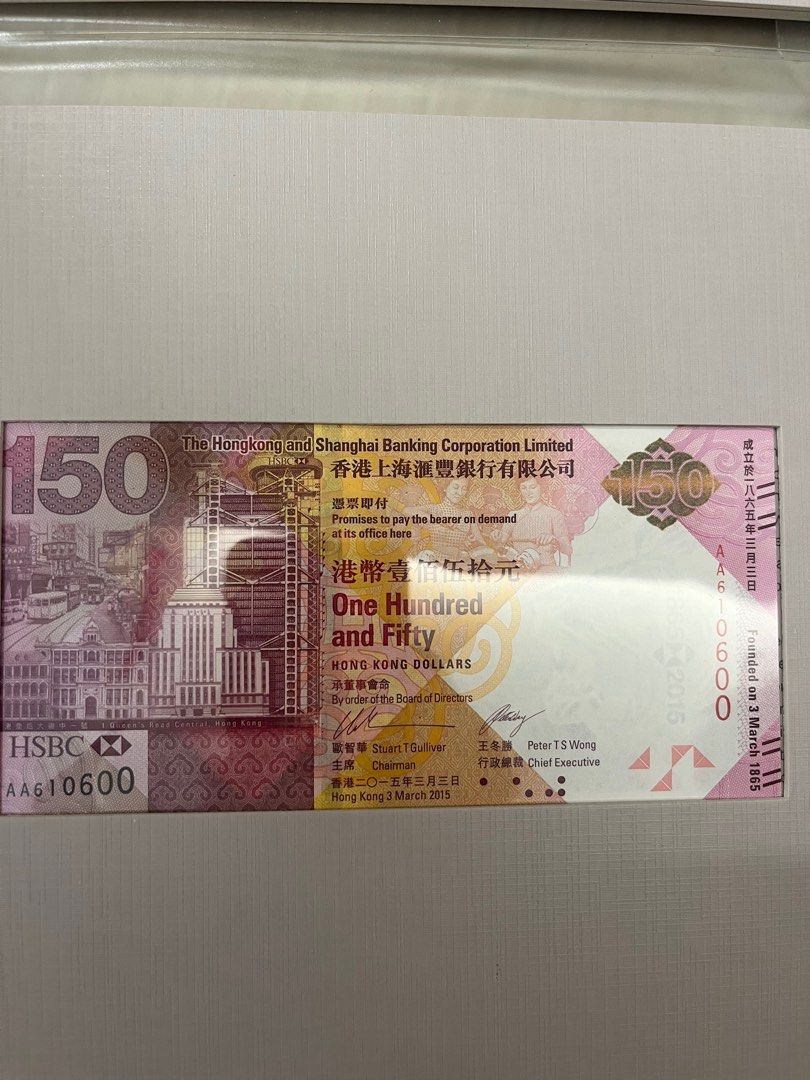 150
The Hongkong and Shanghai Banking Corporation Limited
HSBC
香港上海滙豐銀行有限公司
憑票即付
Promises to pay the bearer on demand
at its office here
港幣壹佰伍拾元
One Hundred
and Fifty
HONG KONG DOLLARS
承董事會命
By order of the Board of Directors
歐智華 Stuart T Gulliver
主席 Chairman
王冬勝 Peter T S Wong
行政總裁 Chief Executive
香港二〇一五年三月三日
Hong Kong 3 March 2015
1 Queen's Road Central, Hong Kong
HSBC
AA610600
150
AA610600
2015
成立於一八六五年三月三日
Founded on 3 March 1865